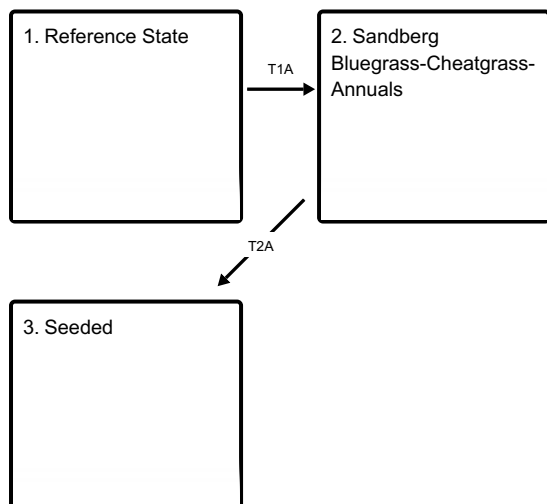 1. Reference State
T1A
2. Sandberg
Bluegrass-Cheatgrass-
Annuals
T2A
3. Seeded